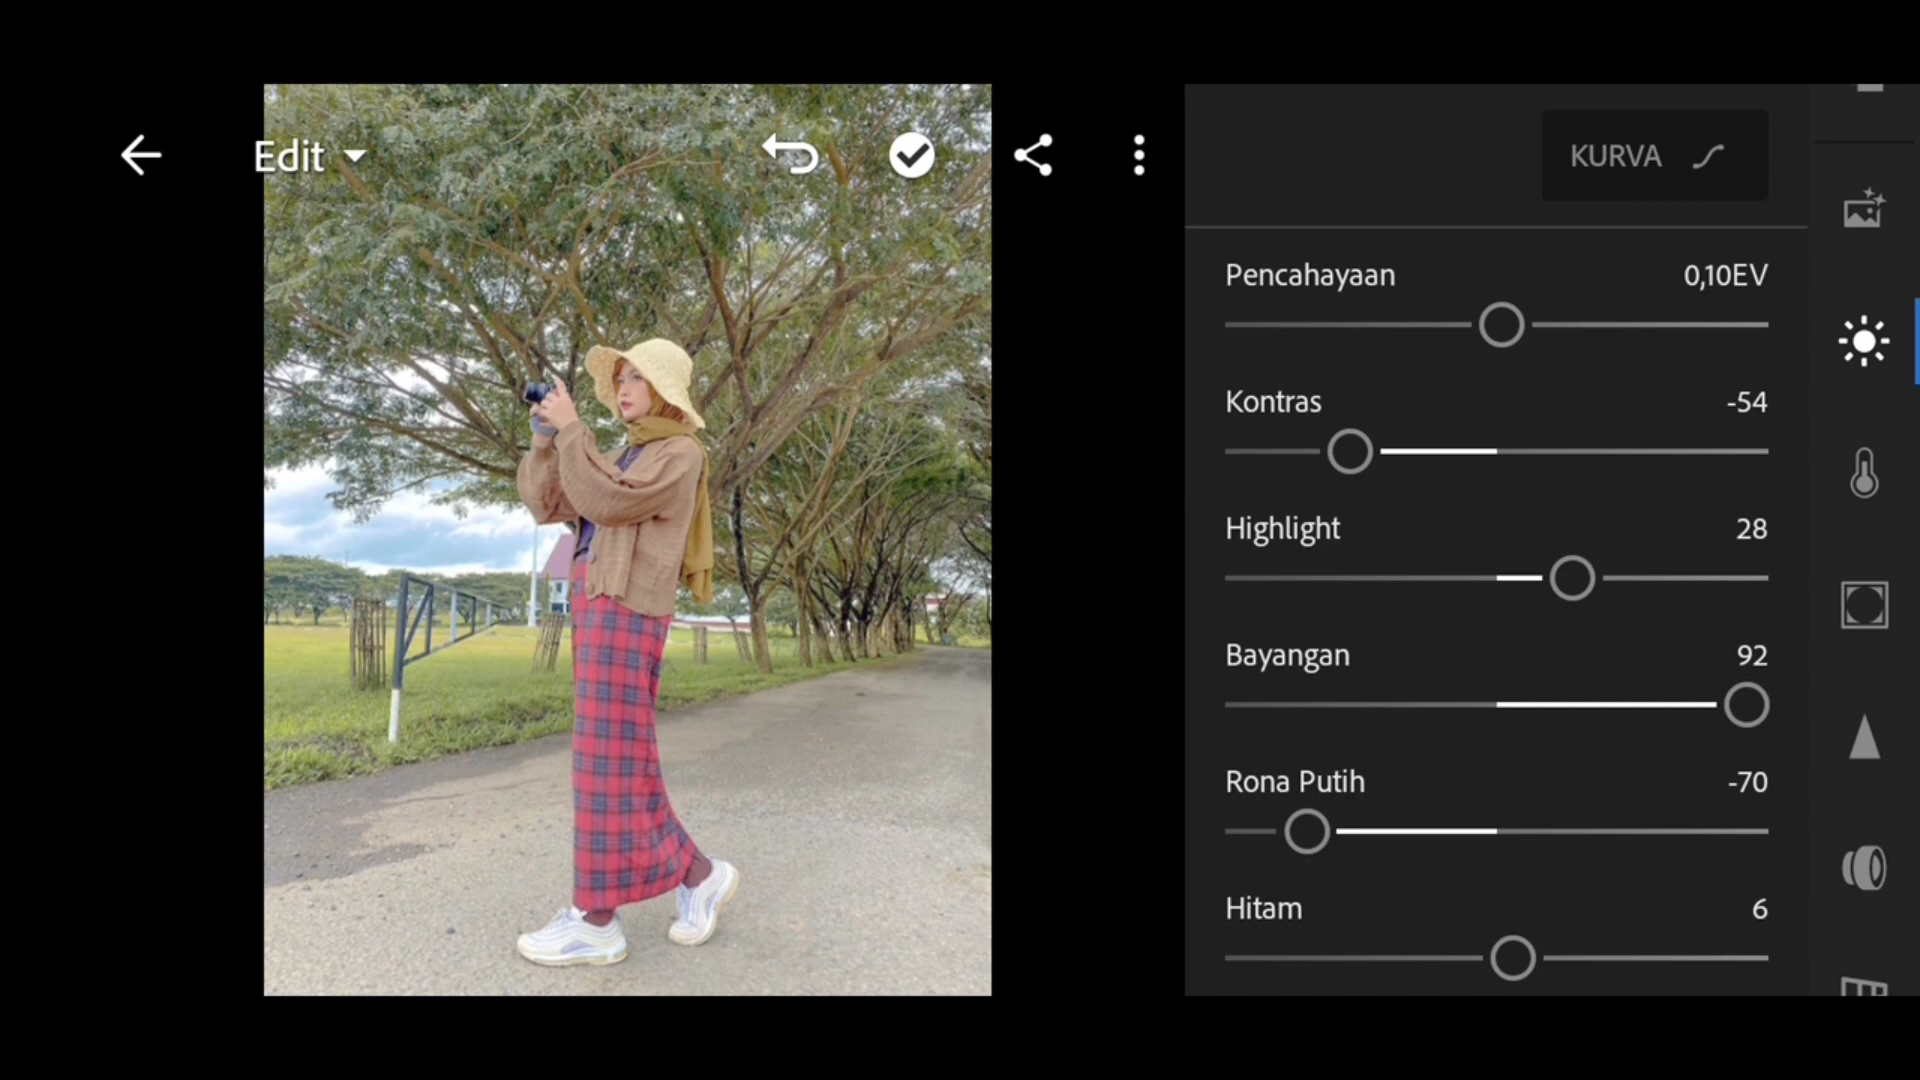 Edit
KURVA
Pencahayaan 0,10EV
Kontras -54
Highlight 28
Bayangan 92
Rona Putih -70
Hitam 6